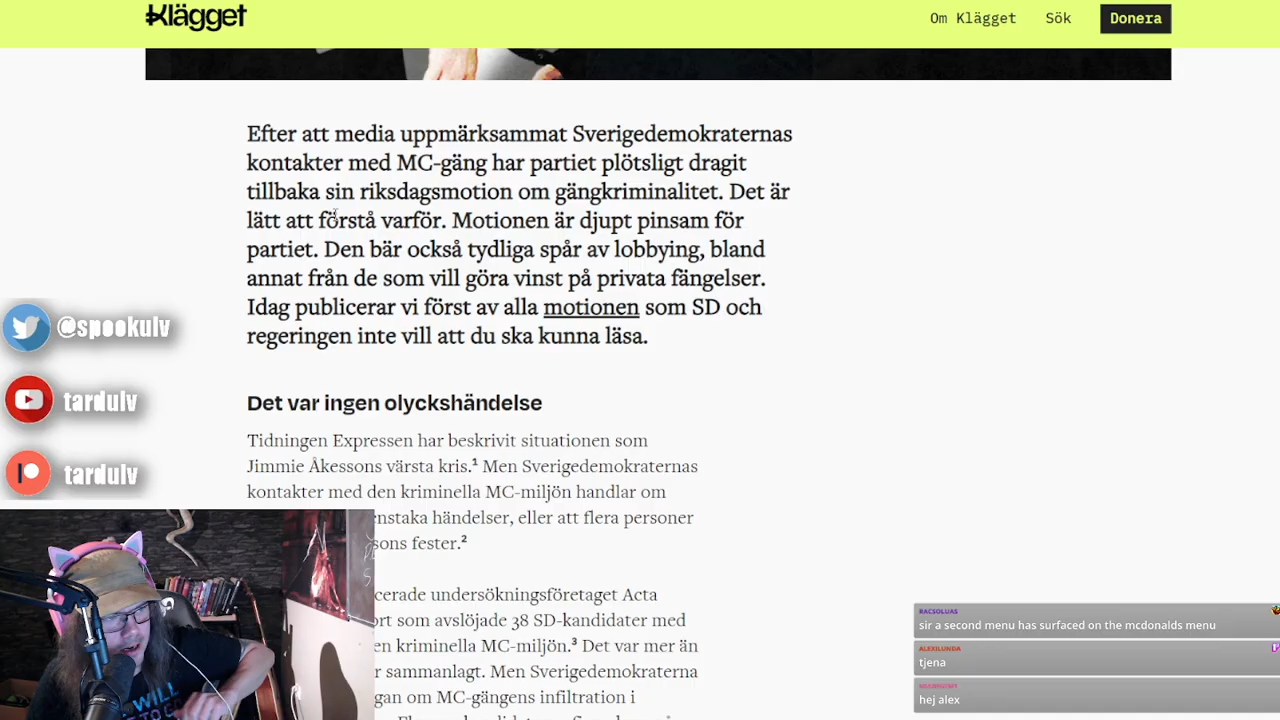 Klägget
Om Klägget
Sök
Donera
Efter att media uppmärksammat Sverigedemokraternas
kontakter med MC-gäng har partiet plötsligt dragit
tillbaka sin riksdagsmotion om gängkriminalitet. Det är
lätt att förstå varför. Motionen är djupt pinsam för
partiet. Den bär också tydliga spår av lobbying, bland
annat från de som vill göra vinst på privata fängelser.
Idag publicerar vi först av alla motionen som SD och
regeringen inte vill att du ska kunna läsa.
Det var ingen olyckshändelse
Tidningen Expressen har beskrivit situationen som
Jimmie Åkessons värsta kris.¹ Men Sverigedemokraternas
kontakter med den kriminella MC-miljön handlar om
enstaka händelser, eller att flera personer
sons fester.²
cerade undersökningsföretaget Acta
ort som avslöjade 38 SD-kandidater med
en kriminella MC-miljön.³ Det var mer än
r sammanlagt. Men Sverigedemokraterna
gan om MC-gängens infiltration i
@spookulv
tardulv
tardulv
RACSOLUAS
sir a second menu has surfaced on the mcdonalds menu
ALEXILUNDA
tjena
hej alex